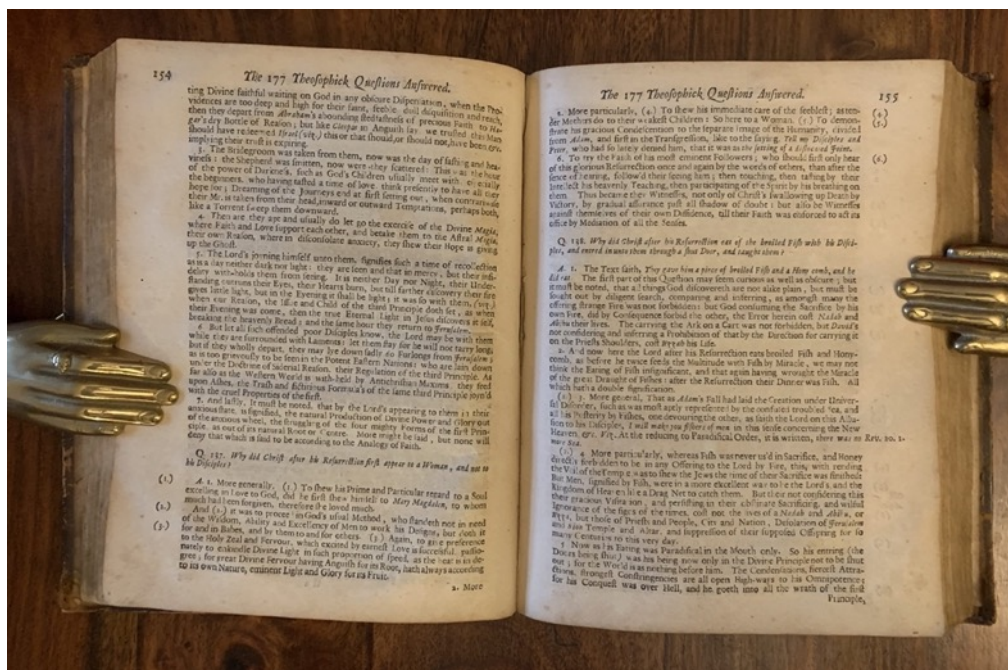 154
The 177 Theoſophick Queſtions Anſwered.
ting Divine faithful waiting on God in any obſcure Diſpenſation, when the Pro-
vidences are too deep and high for their faint, feeble, dull diſquiſition and reach,
then they depart from Abraham's abounding ſtedfaſtneſs of precious Faith to Ha-
gar's dry Bottle of Reaſon; but like Cleopas in Anguiſh ſay we truſted this Man
ſhould have redeemed Iſrael (viz.) this or that ſhould, or ſhould not, have been, &c.
implying their truſt is expiring.
3. The Bridegroom was taken from them, now was the day of faſting and hea-
vineſs: the Shepherd was ſmitten, now were they ſcattered: This was the hour
of the power of Darkneſs, ſuch as God's Children uſually meet with eſpecially
the beginners, who having taſted a time of love, think preſently to have all they
hope for; Dreaming of the Journeys end at firſt ſetting out, when contrariwiſe
their Mr. is taken from their head, inward or outward Temptations, perhaps both,
like a Torrent ſweep them downward.
4. Then are they apt and uſually do let go the exerciſe of the Divine Magia,
where Faith and Love ſupport each other, and betake them to the Aſtral Magia,
their own Reaſon, where in diſconſolate anxiety, they ſhew their Hope is giving
up the Ghoſt.
5. The Lord's joyning himſelf unto them, ſignifies ſuch a time of recollection
as is a day neither dark nor light: they are ſeen and that in mercy, but their infi-
delity with-holds them from ſeeing. It is neither Day nor Night, their Under-
ſtanding cunnes their Eyes, their Hearts burn, but till farther diſcovery their fire
gives little light, but in the Evening it ſhall be light; it was ſo with them, (viz.)
when our Reaſon, the Iſſue and Child of the third Principle doth ſet, as when
their Evening was come, then the true Eternal Light in Jeſus diſcovers it ſelf,
breaking the heavenly Bread; and the ſame hour they return to Jeruſalem.
6 But let all ſuch offended poor Diſciples know, the Lord may be with them
while they are ſurrounded with Laments: let them ſtay for he will not tarry long,
but if they wholly depart, they may lye down ſadly 60 Furlongs from Jeruſalem;
as it too grievouſly to be ſeen in the Potent Eaſtern Nations: who are lain down
under the Doctrine of Sidereal Reaſon, their Regulation of the third Principle. As
far alſo as the Weſtern World is with-held by Antichriſtian Maxims, they feed
upon Aſhes, the Traſh and fictitious Formula's of the ſame third Principle joyn'd
with the cruel Properties of the firſt.
7. And laſtly, It muſt be noted, that by the Lord's appearing to them in their
anxious ſtate, is ſignified, the natural Production of Divine Power and Glory out
of the anxious wheel, the ſtruggling of the four mighty Forms of the firſt Prin-
ciple, as out of its natural Root or Centre. More might be ſaid, but none will
deny that which is ſaid to be according to the Analogy of Faith.
Q. 137. Why did Chriſt after his Reſurrection firſt appear to a Woman, and not to
his Diſciples?
(1.) A. 1. More generally. (1.) To ſhew his Prime and Particular regard to a Soul
excelling in Love to God, did he firſt ſhew himſelf to Mary Magdalen, to whom
much had been forgiven, therefore ſhe loved much.
(2.) And (2.) it was to proceed in God's uſual Method, who ſtandeth not in need
of the Wiſdom, Ability and Excellency of Men to work his Deſigns, but doth it
(3.) for and in Babes, and by them to and for others. (3.) Again, to give preference
to the Holy Zeal and Fervour, which excited by earneſt Love is ſucceſsful, paſſio-
nately to enkindle Divine Light in ſuch proportion of ſpeed, as the heat is in de-
gree; for great Divine Fervour having Anguiſh for its Root, hath always according
to its own Nature, eminent Light and Glory for its Fruit.
2. More
The 177 Theoſophick Queſtions Anſwered.
155
2. More particularly, (4.) To ſhew his immediate care of the feebleſt; as ten- (4.)
der Mothers do to their weakeſt Children: So here to a Woman. (5.) To demon- (5.)
ſtrate his gracious Condeſcention to the ſeparate Image of the Humanity, divided
from Adam, and firſt in the Tranſgreſſion, like to the ſaying, Tell my Diſciples and
Peter, who had ſo lately denied him, that it was as the ſetting of a diſjoynted Joint.
6. To try the Faith of his moſt eminent Followers; who ſhould firſt only hear (6.)
of this glorious Reſurrection once and again by the words of others, than after the
ſence of hearing, follow'd their ſeeing him; then touching, then taſting by their
Intellect his heavenly Teaching, then participating of the Spirit by his breathing on
them. Thus became they Witneſſes, not only of Chriſt's ſwallowing up Death by
Victory, by gradual aſſurance paſt all ſhadow of doubt: but alſo be Witneſſes
againſt themſelves of their own Diſſidence, till their Faith was enforced to act its
office by Mediation of all the Senſes.
Q. 138. Why did Chriſt after his Reſurrection eat of the broiled Fiſh with his Diſci-
ples, and entred in unto them through a ſhut Door, and taught them?
A. 1. The Text ſaith, They gave him a piece of broiled Fiſh and a Hony comb, and he
did eat. The firſt part of this Queſtion may ſeem curious as well as obſcure; but
it muſt be noted, that all things God diſcovereth are not alike plain, but muſt be
ſought out by diligent ſearch, comparing and inferring, as amongſt many the
offering ſtrange Fire was not forbidden: but God conſuming the Sacrifice by his
own Fire, did by Conſequence forbid the other, the Error herein coſt Nadab and
Abihu their lives. The carrying the Ark on a Cart was not forbidden, but David's
not conſidering and inferring a Prohibition of that by the Direction for carrying it
on the Prieſts Shoulders, coſt Uzzah his Life.
2. And now here the Lord after his Reſurrection eats broiled Fiſh and Hony-
comb, as before he twice feeds the Multitude with Fiſh by Miracle, we may not
think the Eating of Fiſh inſignificant, and that again having wrought the Miracle
of the great Draught of Fiſhes: after the Reſurrection their Dinner was Fiſh. All
which hath a double ſignification.
(1.) 3. More general, That as Adam's Fall had laid the Creation under Univer-
ſal Diſorder, ſuch as was moſt aptly repreſented by the confuſed troubled Sea, and
all his Poſterity by Fiſhes, one devouring the other, as ſaith the Lord on this Allu-
ſion to his Diſciples, I will make you fiſhers of men in this ſenſe concerning the New
Heaven, &c. Viz. At the reducing to Paradiſical Order, it is written, there was no Rev. 20. 1.
more Sea.
(2.) 4 More particularly, whereas Fiſh was never us'd in Sacrifice, and Honey
directly forbidden to be in any Offering to the Lord by Fire, this, with rending
the Vail of the Temple was to ſhew the Jews the time of their Sacrifice was finiſhed:
But Men, ſignified by Fiſh, were in a more excellent way to be the Lord's, and the
Kingdom of Heaven like a Drag Net to catch them. But their not conſidering this
their gracious Viſitation, and perſiſting in their obſtinate Sacrificing, and wilful
Ignorance of the ſigns of the times, coſt not the lives of a Nadab and Abihu, or
Uzza, but thoſe of Prieſts and People, City and Nation, Deſolation of Jeruſalem
and their Temple and Altar, and ſuppreſſion of their ſuppoſed Offering for ſo
many Centuries to this very day.
5 Now as his Eating was Paradiſical in the Mouth only. So his entring (the
Doors being ſhut) was his being now only in the Divine Principle not to be ſhut
out; for the World is as nothing before him. The Condenſations, fierceſt Attra-
ctions, ſtrongeſt Conſtringencies are all open High-ways to his Omnipotence:
for his Conqueſt was over Hell, and he goeth into all the wrath of the firſt
Principle,